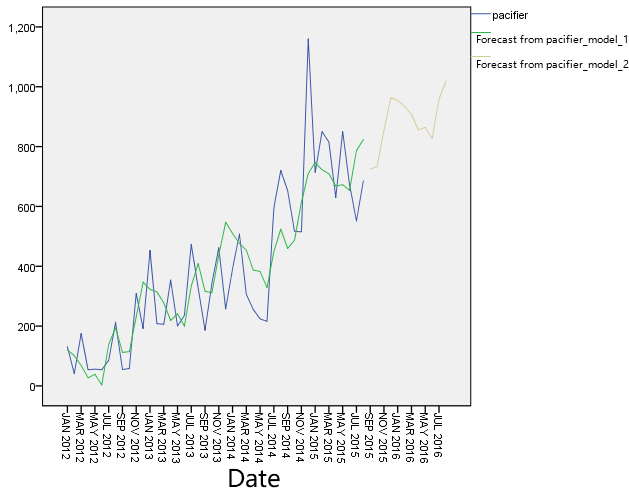 pacifier
Forecast from pacifier_model_1
Forecast from pacifier_model_2
1,200
1,000
800
600
400
200
0
JAN 2012
MAR 2012
MAY 2012
JUL 2012
SEP 2012
NOV 2012
JAN 2013
MAR 2013
MAY 2013
JUL 2013
SEP 2013
NOV 2013
JAN 2014
MAR 2014
MAY 2014
JUL 2014
SEP 2014
NOV 2014
JAN 2015
MAR 2015
MAY 2015
JUL 2015
SEP 2015
NOV 2015
JAN 2016
MAR 2016
MAY 2016
JUL 2016
Date